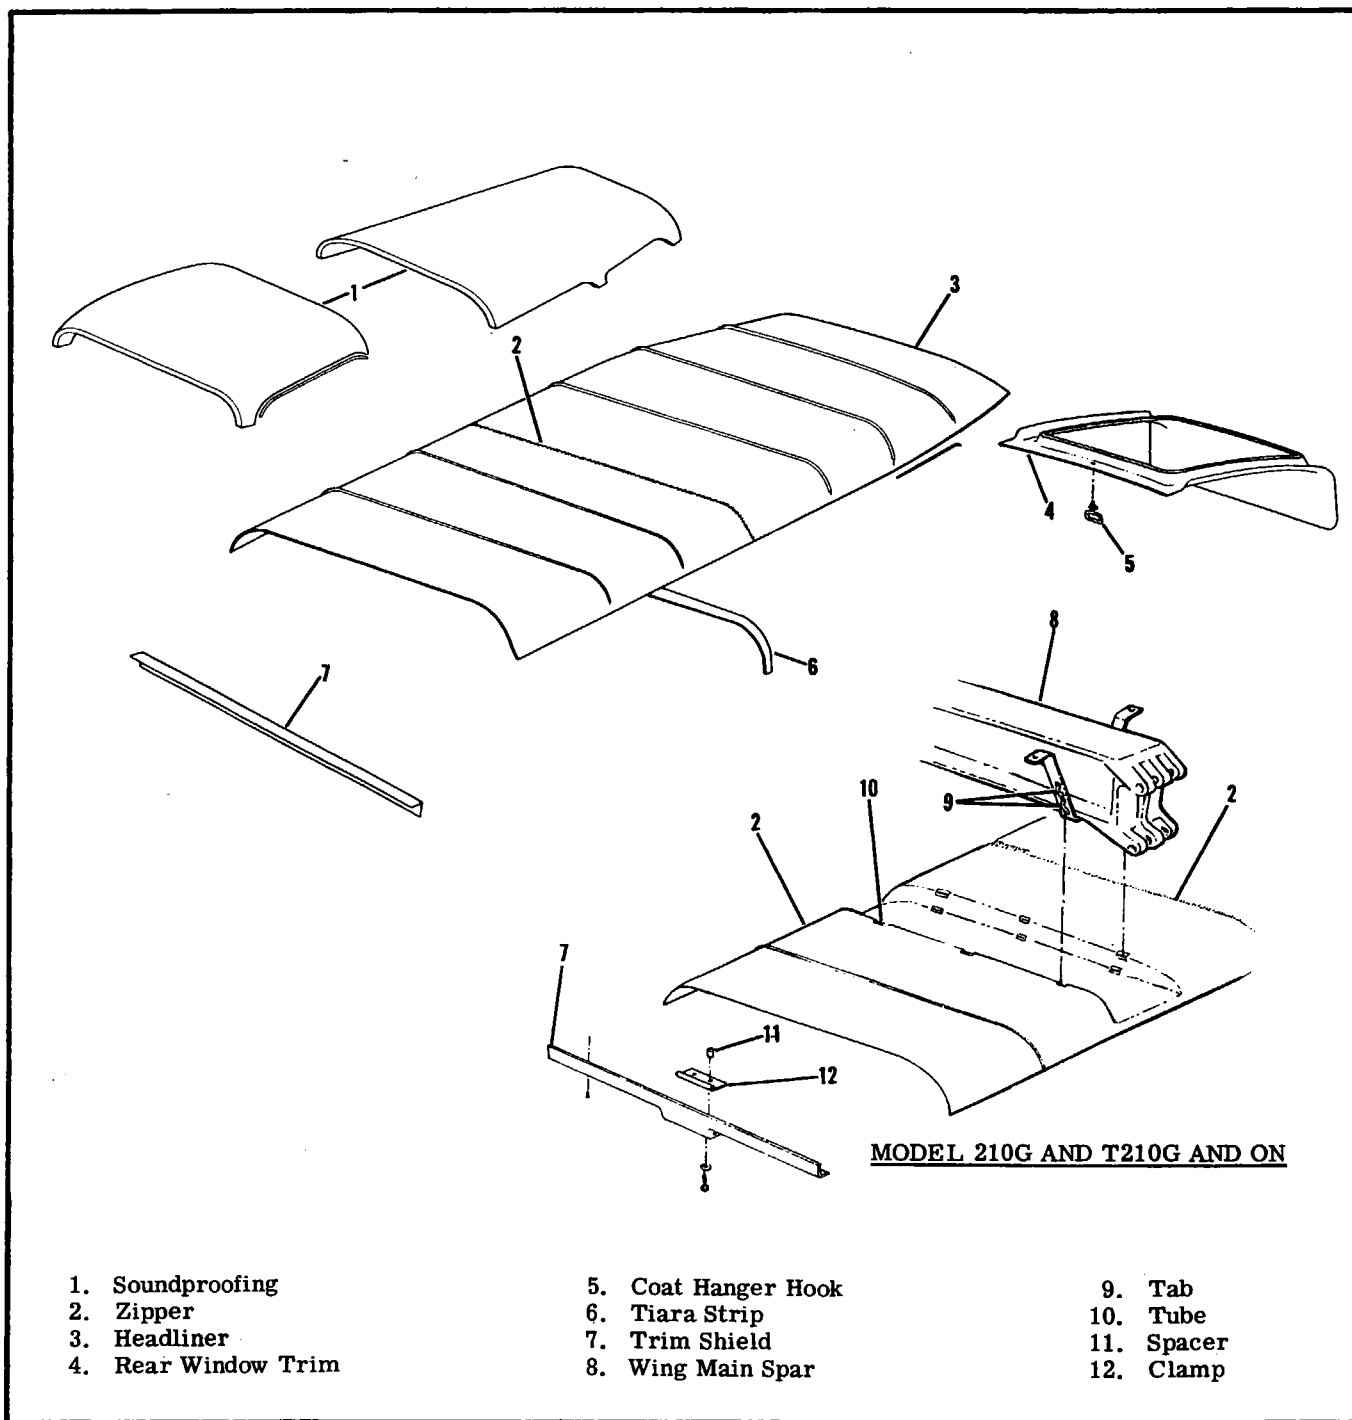 1
3
2
4
5
6
7
8
10
9
2
2
7
11
12
MODEL 210G AND T210G AND ON
1. Soundproofing
2. Zipper
3. Headliner
4. Rear Window Trim
5. Coat Hanger Hook
6. Tiara Strip
7. Trim Shield
8. Wing Main Spar
9. Tab
10. Tube
11. Spacer
12. Clamp